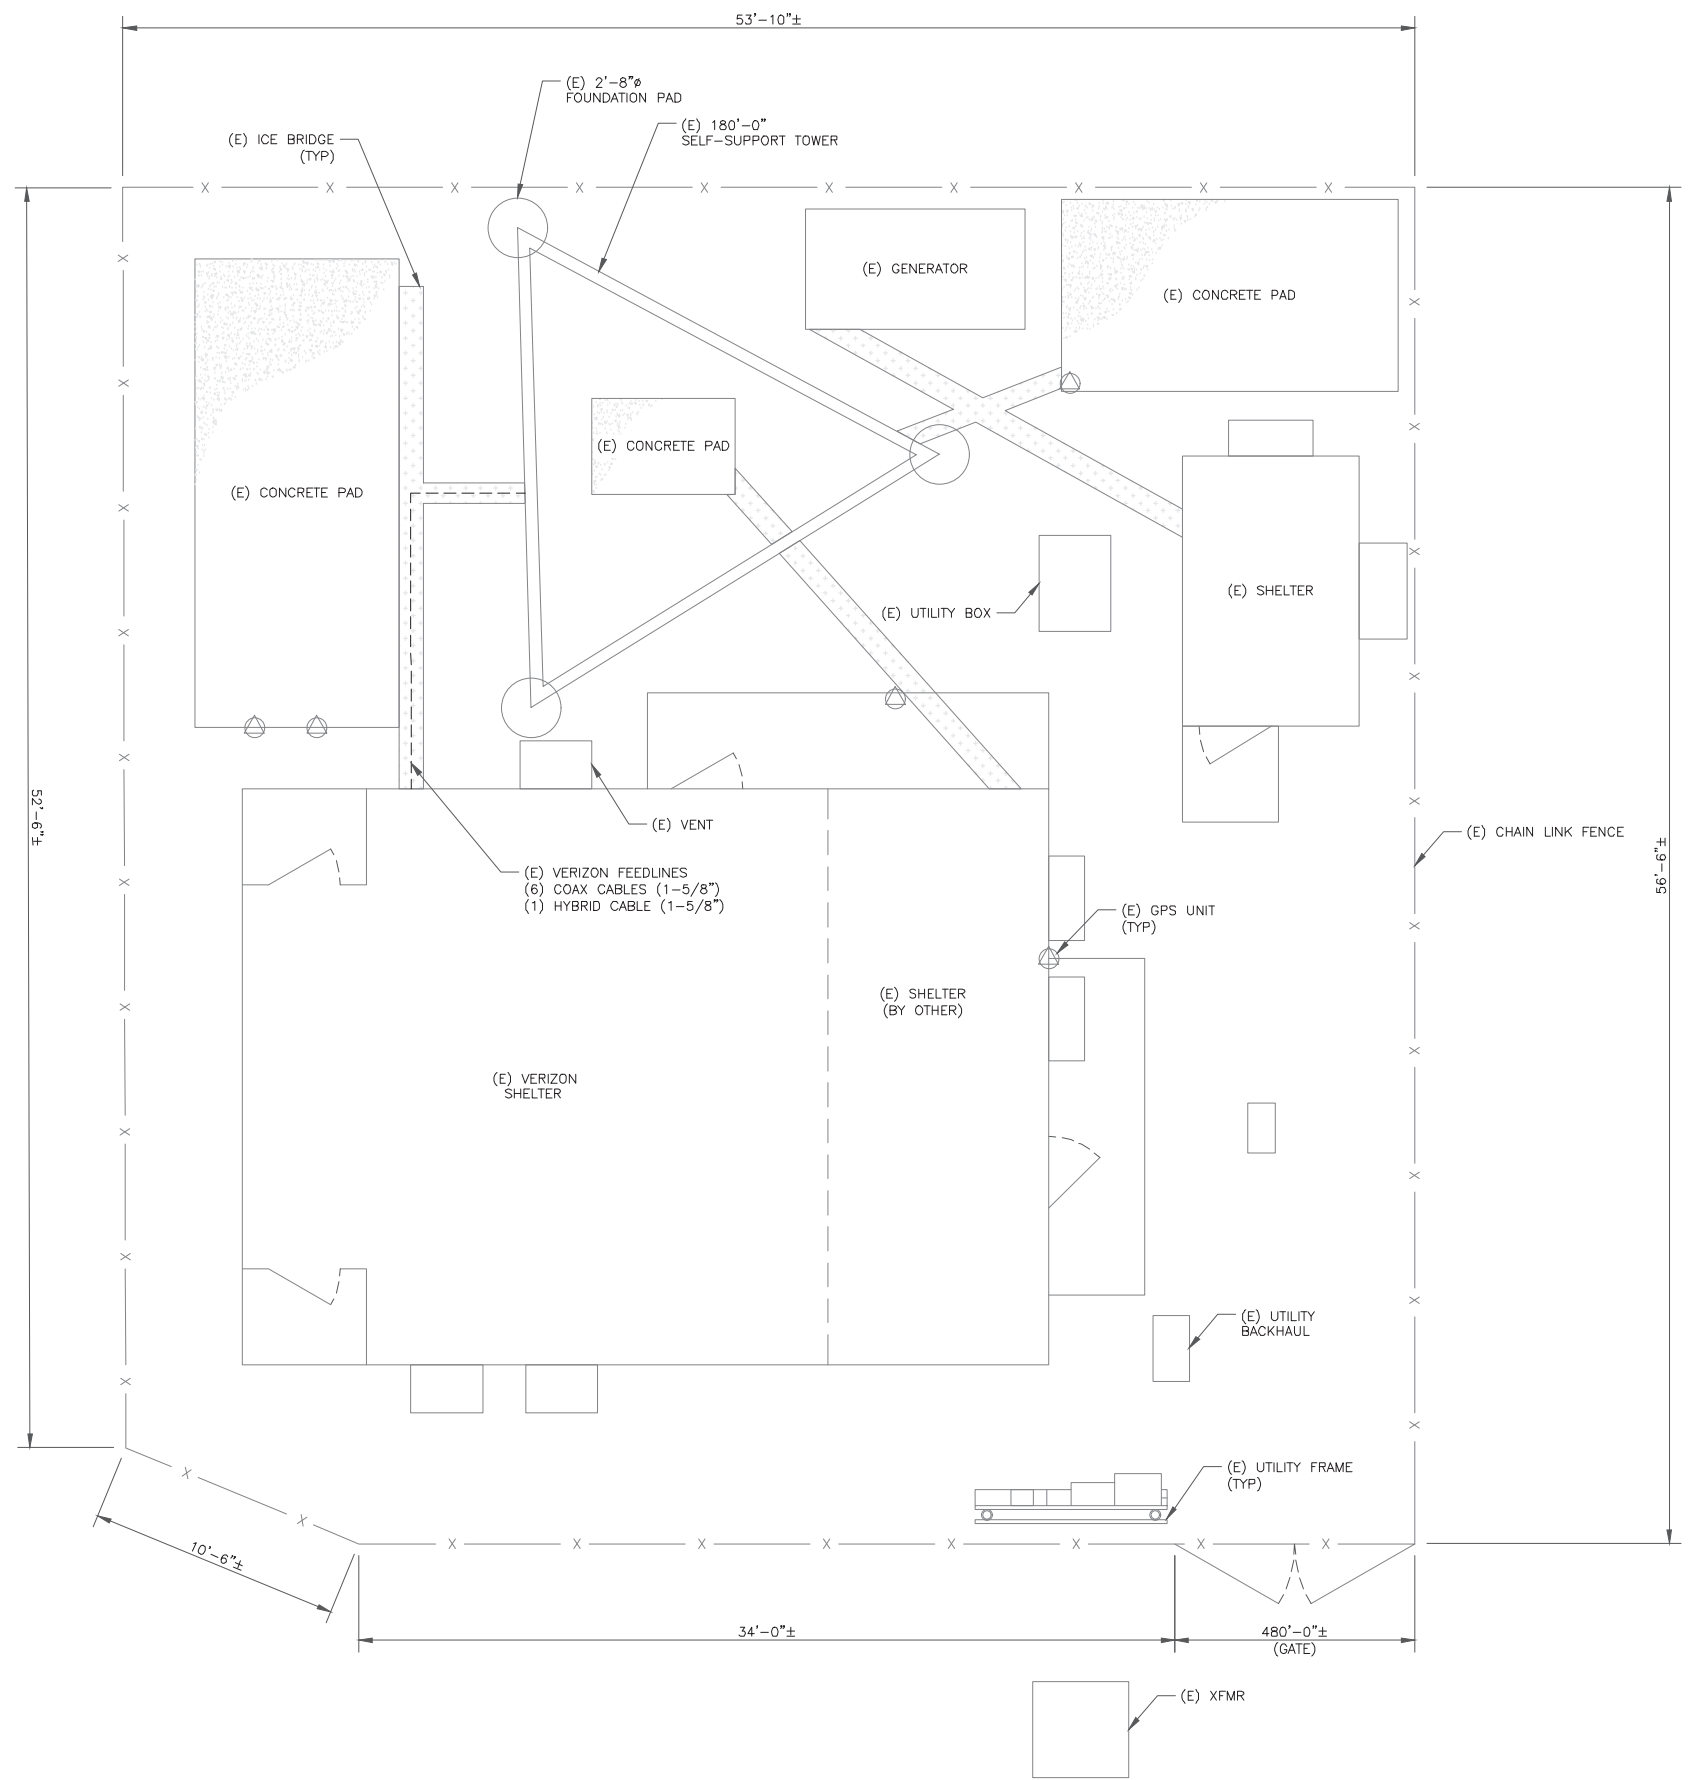 53'-10"±
(E) 2'-8"ø
FOUNDATION PAD
(E) 180'-0"
SELF-SUPPORT TOWER
(E) ICE BRIDGE
(TYP)
(E) GENERATOR
(E) CONCRETE PAD
(E) CONCRETE PAD
(E) CONCRETE PAD
(E) SHELTER
(E) UTILITY BOX
52'-6"±
(E) VENT
(E) CHAIN LINK FENCE
56'-6"±
(E) VERIZON FEEDLINES
(6) COAX CABLES (1-5/8")
(1) HYBRID CABLE (1-5/8")
(E) GPS UNIT
(TYP)
(E) SHELTER
(BY OTHER)
(E) VERIZON
SHELTER
(E) UTILITY
BACKHAUL
(E) UTILITY FRAME
(TYP)
10'-6"±
34'-0"±
480'-0"±
(GATE)
(E) XFMR